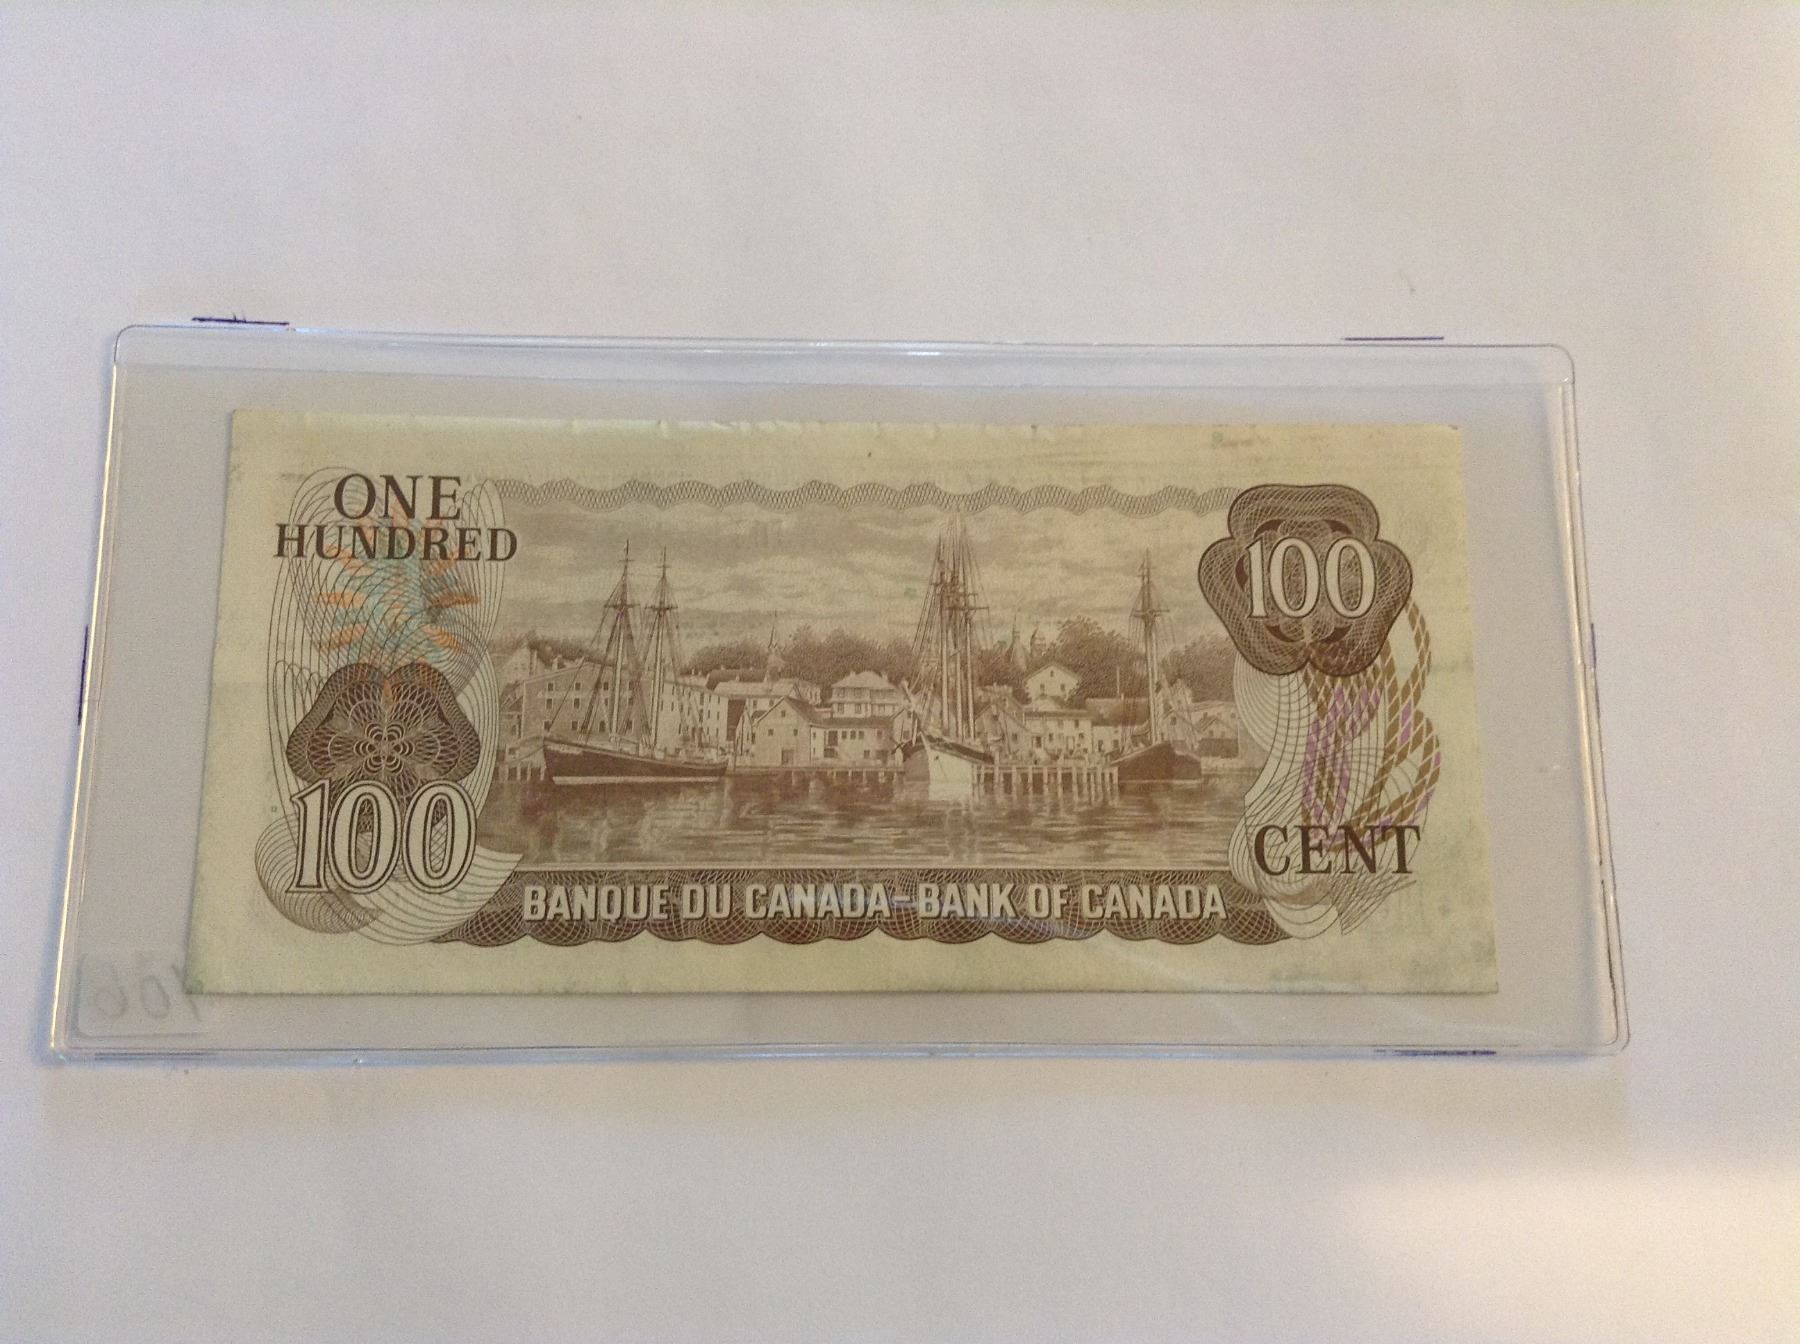 ONE
HUNDRED
100
100
CENT
BANQUE DU CANADA–BANK OF CANADA